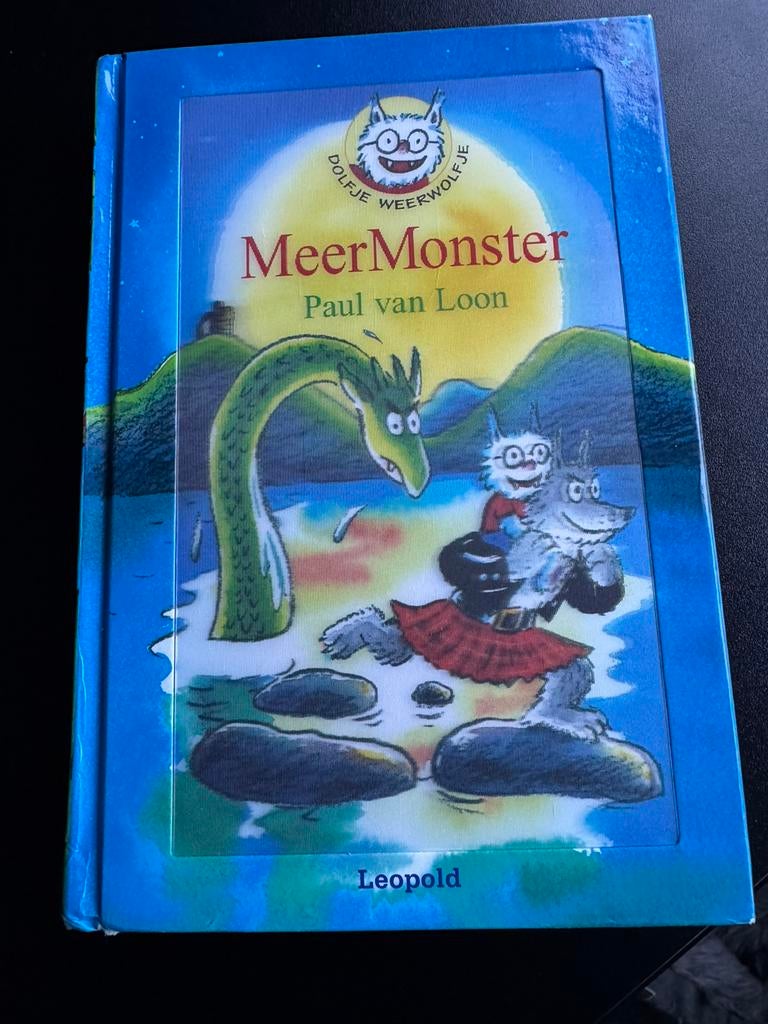 DOLFJE WEERWOLFJE
MeerMonster
Paul van Loon
Leopold